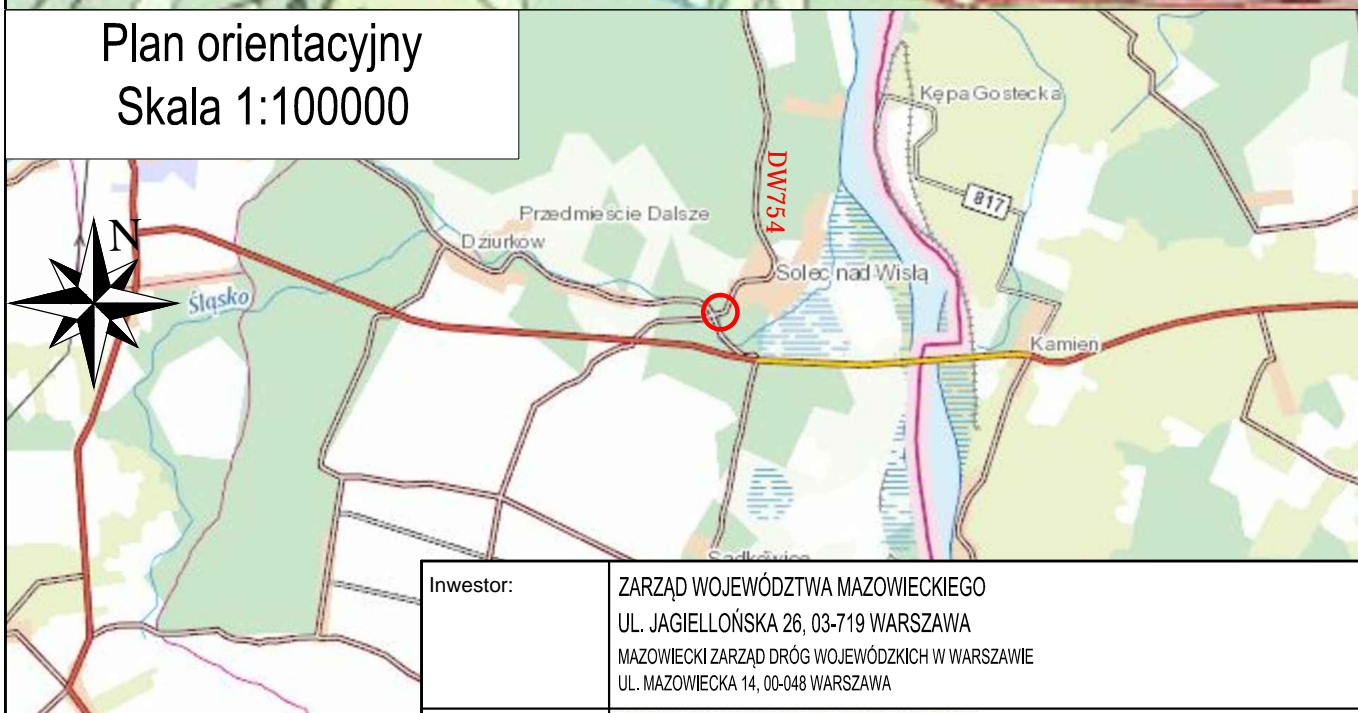 Plan orientacyjny
Skala 1:100000
Kępa Gostecka
DW754
817
Przedmieście Dalsze
N
Dziurków
Solec nad Wisłą
Śląsko
Kamień
Sadkowice
Inwestor:
ZARZĄD WOJEWÓDZTWA MAZOWIECKIEGO
UL. JAGIELLOŃSKA 26, 03-719 WARSZAWA
MAZOWIECKI ZARZĄD DRÓG WOJEWÓDZKICH W WARSZAWIE
UL. MAZOWIECKA 14, 00-048 WARSZAWA